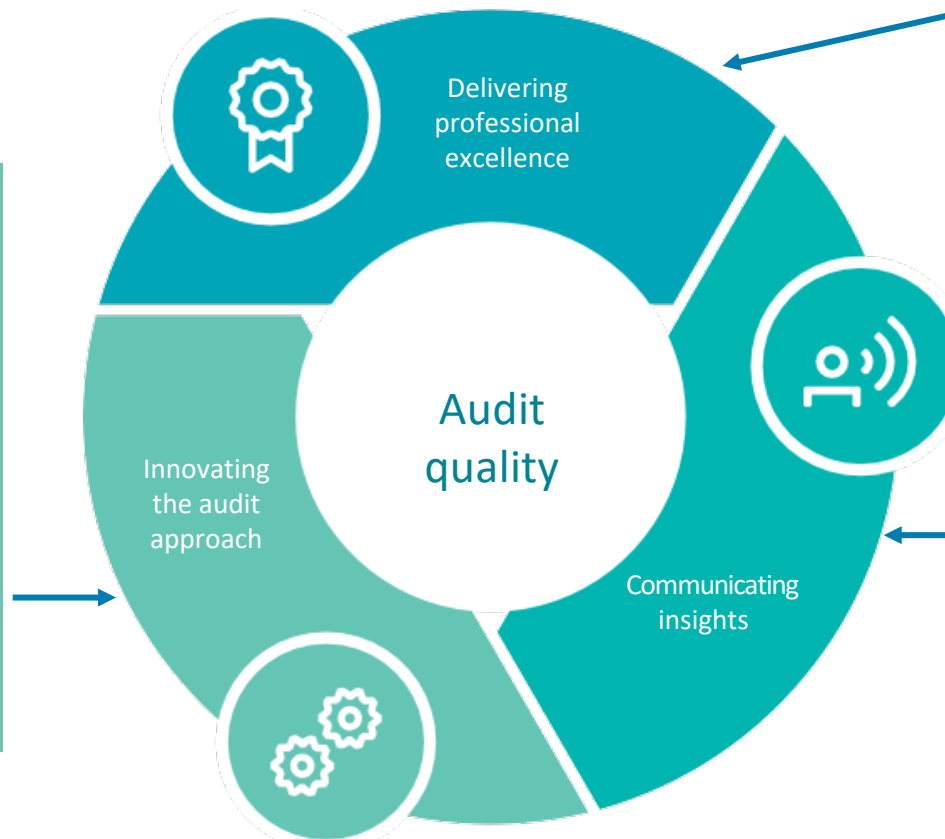 Delivering
professional
excellence
Audit
quality
Innovating
the audit
approach
Communicating
insights